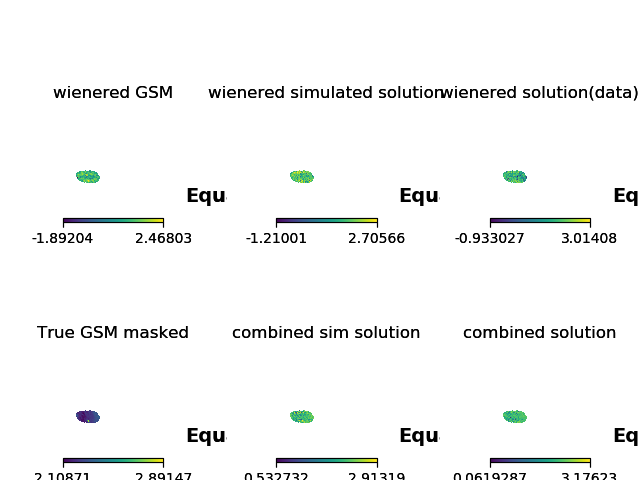 wienered GSM
wienered simulated solution
wienered solution(data)
Equ
Equ
Eq
-1.89204 2.46803
-1.21001 2.70566
-0.933027 3.01408
True GSM masked
combined sim solution
combined solution
Equ
Equ
Eq
2.10871 2.89147
0.532732 2.91319
0.0619287 3.17623